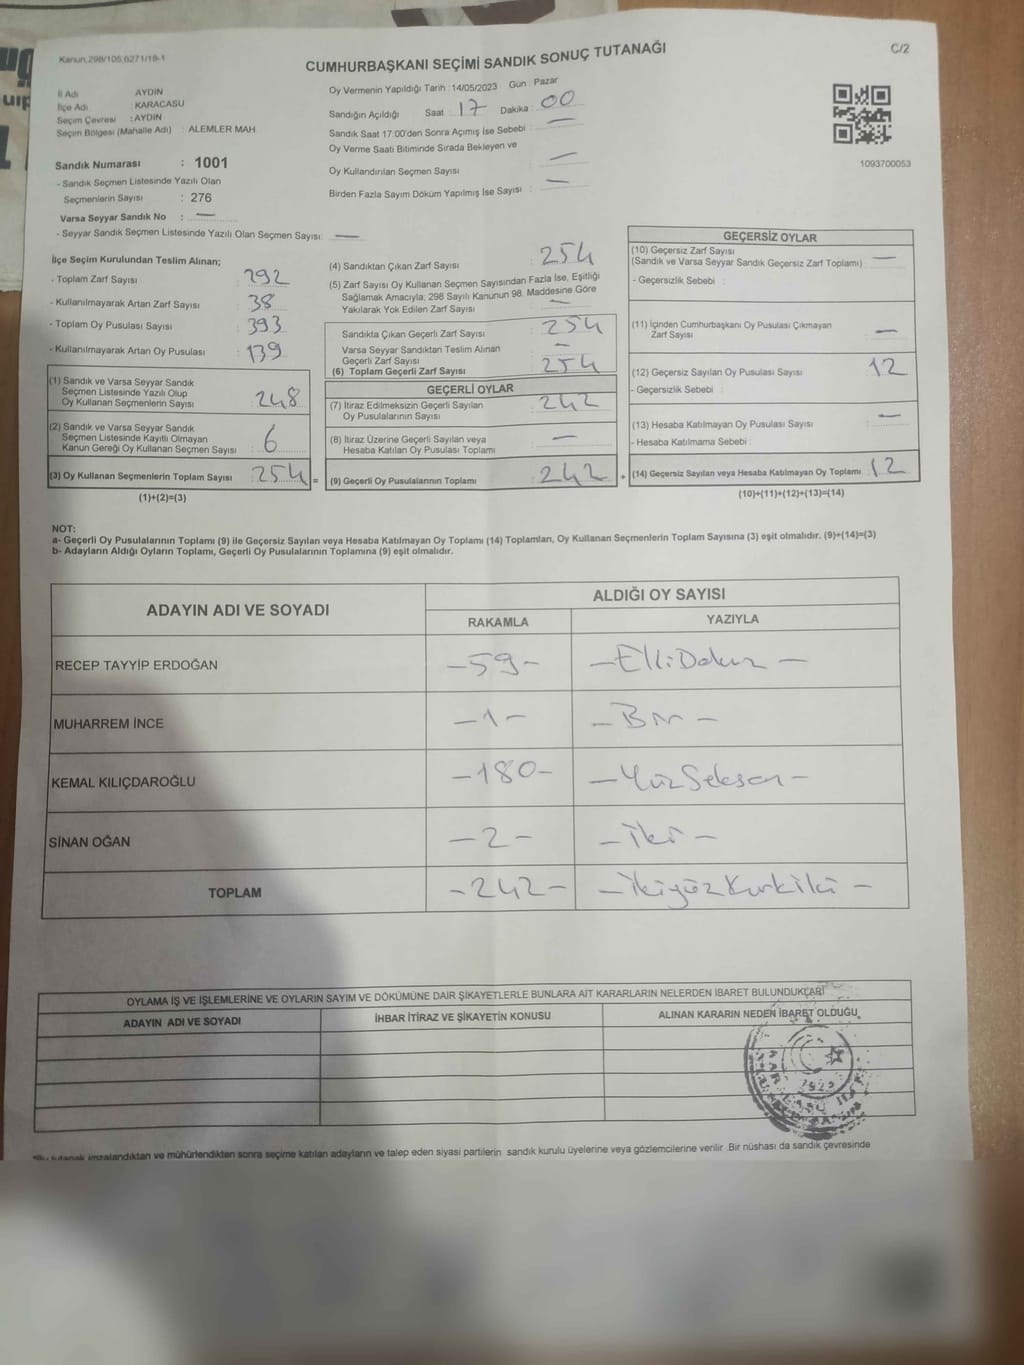 Kanun,298/105,6271/18-1
C/2
CUMHURBAŞKANI SEÇİMİ SANDIK SONUÇ TUTANAĞI
İl Adı AYDIN
İlçe Adı : KARACASU
Seçim Çevresi : AYDIN
Seçim Bölgesi (Mahalle Adı) : ALEMLER MAH
Sandık Numarası : 1001
- Sandık Seçmen Listesinde Yazılı Olan
Seçmenlerin Sayısı : 276
Varsa Seyyar Sandık No : —
- Seyyar Sandık Seçmen Listesinde Yazılı Olan Seçmen Sayısı: —
Oy Vermenin Yapıldığı Tarih : 14/05/2023 Gün : Pazar
Sandığın Açıldığı Saat : 17 Dakika : 00
Sandık Saat 17:00'den Sonra Açımış İse Sebebi : —
Oy Verme Saati Bitiminde Sırada Bekleyen ve
Oy Kullandırılan Seçmen Sayısı : —
Birden Fazla Sayım Döküm Yapılmış İse Sayısı : —
1093700053
İlçe Seçim Kurulundan Teslim Alınan;
- Toplam Zarf Sayısı : 292
- Kullanılmayarak Artan Zarf Sayısı : 38
- Toplam Oy Pusulası Sayısı : 393
- Kullanılmayarak Artan Oy Pusulası : 139
(1) Sandık ve Varsa Seyyar Sandık
Seçmen Listesinde Yazılı Olup
Oy Kullanan Seçmenlerin Sayısı : 248
(2) Sandık ve Varsa Seyyar Sandık
Seçmen Listesinde Kayıtlı Olmayan
Kanun Gereği Oy Kullanan Seçmen Sayısı : 6
(3) Oy Kullanan Seçmenlerin Toplam Sayısı : 254 =
(1)+(2)=(3)
(4) Sandıktan Çıkan Zarf Sayısı : 254
(5) Zarf Sayısı Oy Kullanan Seçmen Sayısından Fazla İse, Eşitliği
Sağlamak Amacıyla; 298 Sayılı Kanunun 98. Maddesine Göre
Yakılarak Yok Edilen Zarf Sayısı : —
Sandıkta Çıkan Geçerli Zarf Sayısı : 254
Varsa Seyyar Sandıktan Teslim Alınan
Geçerli Zarf Sayısı : —
(6) Toplam Geçerli Zarf Sayısı : 254
GEÇERLİ OYLAR
(7) İtiraz Edilmeksizin Geçerli Sayılan
Oy Pusulalarının Sayısı : 242
(8) İtiraz Üzerine Geçerli Sayılan veya
Hesaba Katılan Oy Pusulası Toplamı : —
(9) Geçerli Oy Pusulalarının Toplamı : 242 +
GEÇERSİZ OYLAR
(10) Geçersiz Zarf Sayısı
(Sandık ve Varsa Seyyar Sandık Geçersiz Zarf Toplamı) : —
- Geçersizlik Sebebi :
(11) İçinden Cumhurbaşkanı Oy Pusulası Çıkmayan
Zarf Sayısı : —
(12) Geçersiz Sayılan Oy Pusulası Sayısı : 12
- Geçersizlik Sebebi :
(13) Hesaba Katılmayan Oy Pusulası Sayısı : —
- Hesaba Katılmama Sebebi :
(14) Geçersiz Sayılan veya Hesaba Katılmayan Oy Toplamı : 12
(10)+(11)+(12)+(13)=(14)
NOT:
a- Geçerli Oy Pusulalarının Toplamı (9) ile Geçersiz Sayılan veya Hesaba Katılmayan Oy Toplamı (14) Toplamları, Oy Kullanan Seçmenlerin Toplam Sayısına (3) eşit olmalıdır. (9)+(14)=(3)
b- Adayların Aldığı Oyların Toplamı, Geçerli Oy Pusulalarının Toplamına (9) eşit olmalıdır.
ADAYIN ADI VE SOYADI ALDIĞI OY SAYISI
RAKAMLA YAZIYLA
RECEP TAYYİP ERDOĞAN -59- -Elli Dokuz-
MUHARREM İNCE -1- -Bir-
KEMAL KILIÇDAROĞLU -180- -Yüz Seksen-
SİNAN OĞAN -2- -İki-
TOPLAM -242- -İkiyüz Kırk iki-
OYLAMA İŞ VE İŞLEMLERİNE VE OYLARIN SAYIM VE DÖKÜMÜNE DAİR ŞİKAYETLERLE BUNLARA AİT KARARLARIN NELERDEN İBARET BULUNDUKLARI
ADAYIN ADI VE SOYADI İHBAR İTİRAZ VE ŞİKAYETİN KONUSU ALINAN KARARIN NEDEN İBARET OLDUĞU
tutanak imzalandıktan ve mühürlendikten sonra seçime katılan adayların ve talep eden siyasi partilerin sandık kurulu üyelerine veya gözlemcilerine verilir. Bir nüshası da sandık çevresinde